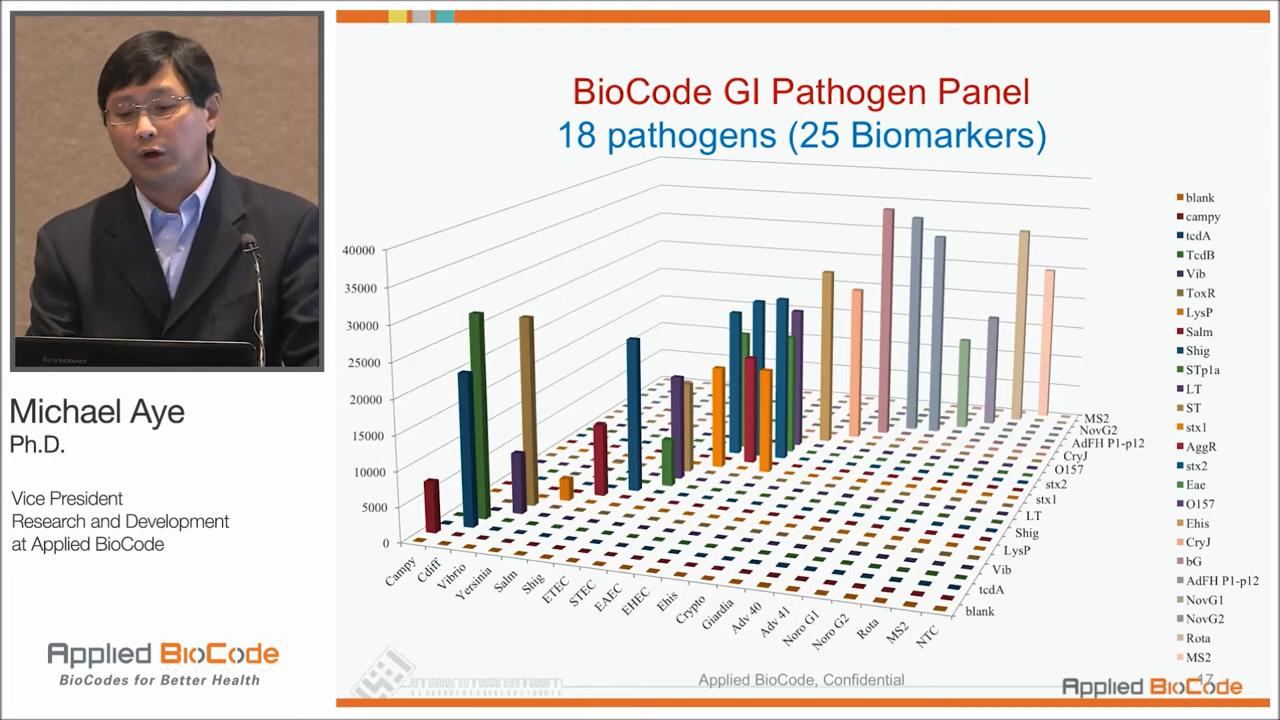 BioCode GI Pathogen Panel
18 pathogens (25 Biomarkers)
40000
35000
30000
25000
20000
15000
10000
5000
0
Campy
CdifT
Vibrio
Yersinia
Salm
Shig
ETEC
STEC
EAEC
EHEC
Ehis
Crypto
Giardia
Adv 40
Adv 41
Noro G1
Noro G2
Rota
MS2
NTC
MS2
NovG2
AdFH P1-p12
CryJ
O157
stx2
stx1
LT
Shig
LysP
Vib
tcdA
blank
blank
campy
tcdA
TcdB
Vib
ToxR
LysP
Salm
Shig
STp1a
LT
ST
stx1
AggR
stx2
Eae
O157
Ehis
CryJ
bG
AdFH P1-p12
NovG1
NovG2
Rota
MS2
lenovo
Michael Aye
Ph.D.
Vice President
Research and Development
at Applied BioCode
Applied BioCode
BioCodes for Better Health
Applied BioCode, Confidential
17
Applied BioCode